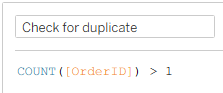 Check for duplicate
COUNT([OrderID]) > 1